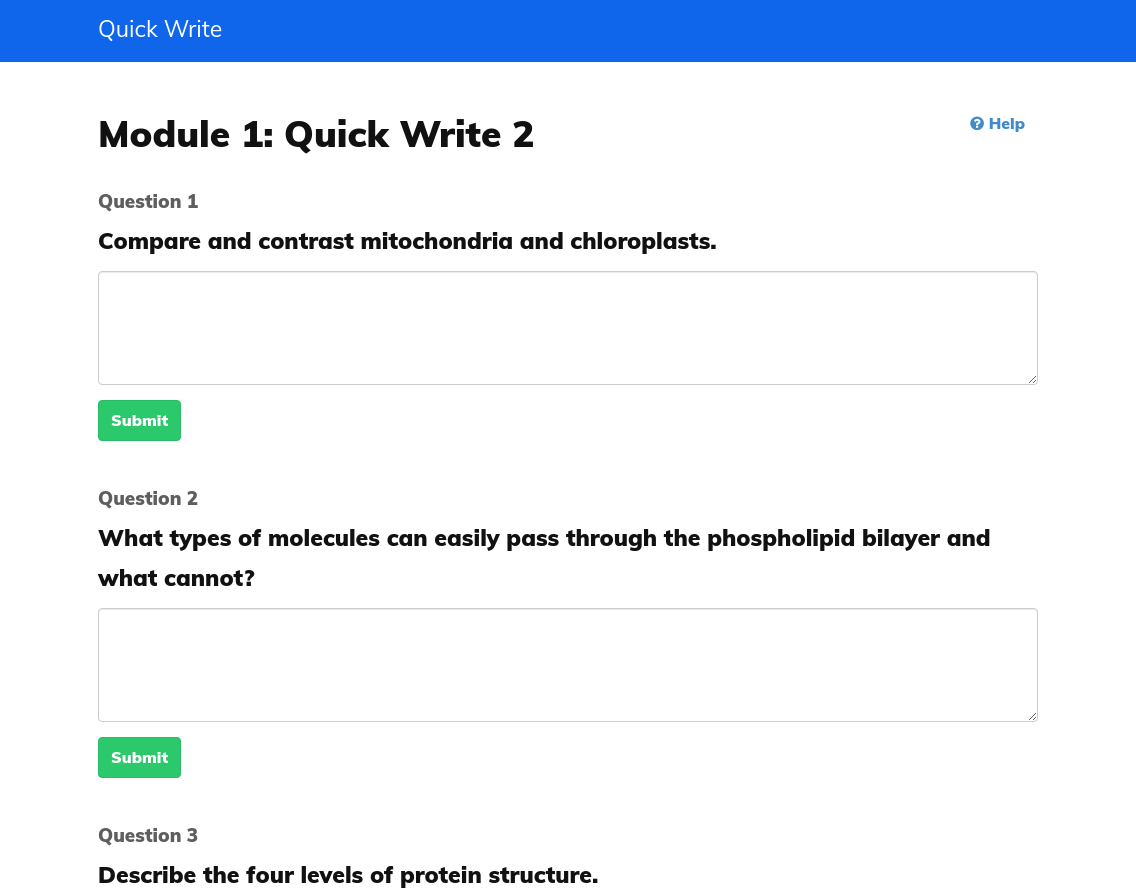 Quick Write
Module 1: Quick Write 2
Help
Question 1
Compare and contrast mitochondria and chloroplasts.
Submit
Question 2
What types of molecules can easily pass through the phospholipid bilayer and
what cannot?
Submit
Question 3
Describe the four levels of protein structure.